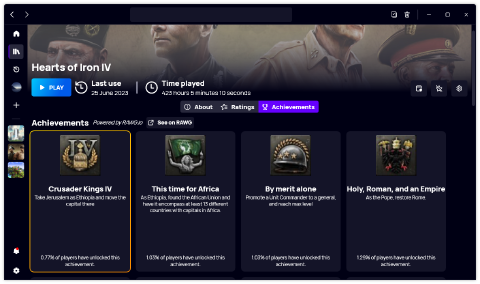 Hearts of Iron IV
PLAY
Last use
25 June 2023
Time played
423 hours 5 minutes 10 seconds
About
Ratings
Achievements
Achievements
Powered by RAWG.io
See on RAWG
Crusader Kings IV
Take Jerusalem as Ethiopia and move the
capital there
0.77% of players have unlocked this
achievement.
This time for Africa
As Ethiopia, found the African Union and
have it encompass at least 13 different
countries with capitals in Africa.
1.03% of players have unlocked this
achievement.
By merit alone
Promote a Unit Commander to a general,
and reach max level
1.03% of players have unlocked this
achievement.
Holy, Roman, and an Empire
As the Pope, restore Rome.
1.29% of players have unlocked this
achievement.